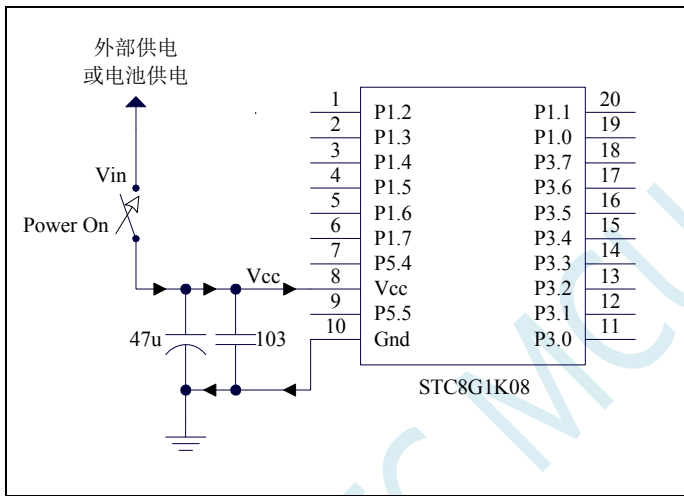 外部供电
或电池供电
Vin
Power On
Vcc
47u
103
1 P1.2 P1.1 20
2 P1.3 P1.0 19
3 P1.4 P3.7 18
4 P1.5 P3.6 17
5 P1.6 P3.5 16
6 P1.7 P3.4 15
7 P5.4 P3.3 14
8 Vcc P3.2 13
9 P5.5 P3.1 12
10 Gnd P3.0 11
STC8G1K08
STC MCU